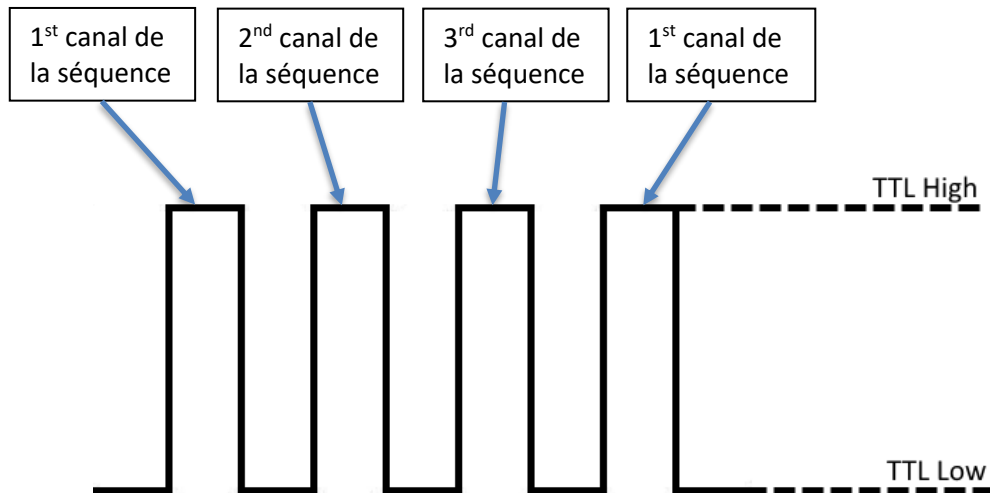 1st canal de
la séquence
2nd canal de
la séquence
3rd canal de
la séquence
1st canal de
la séquence
TTL High
TTL Low